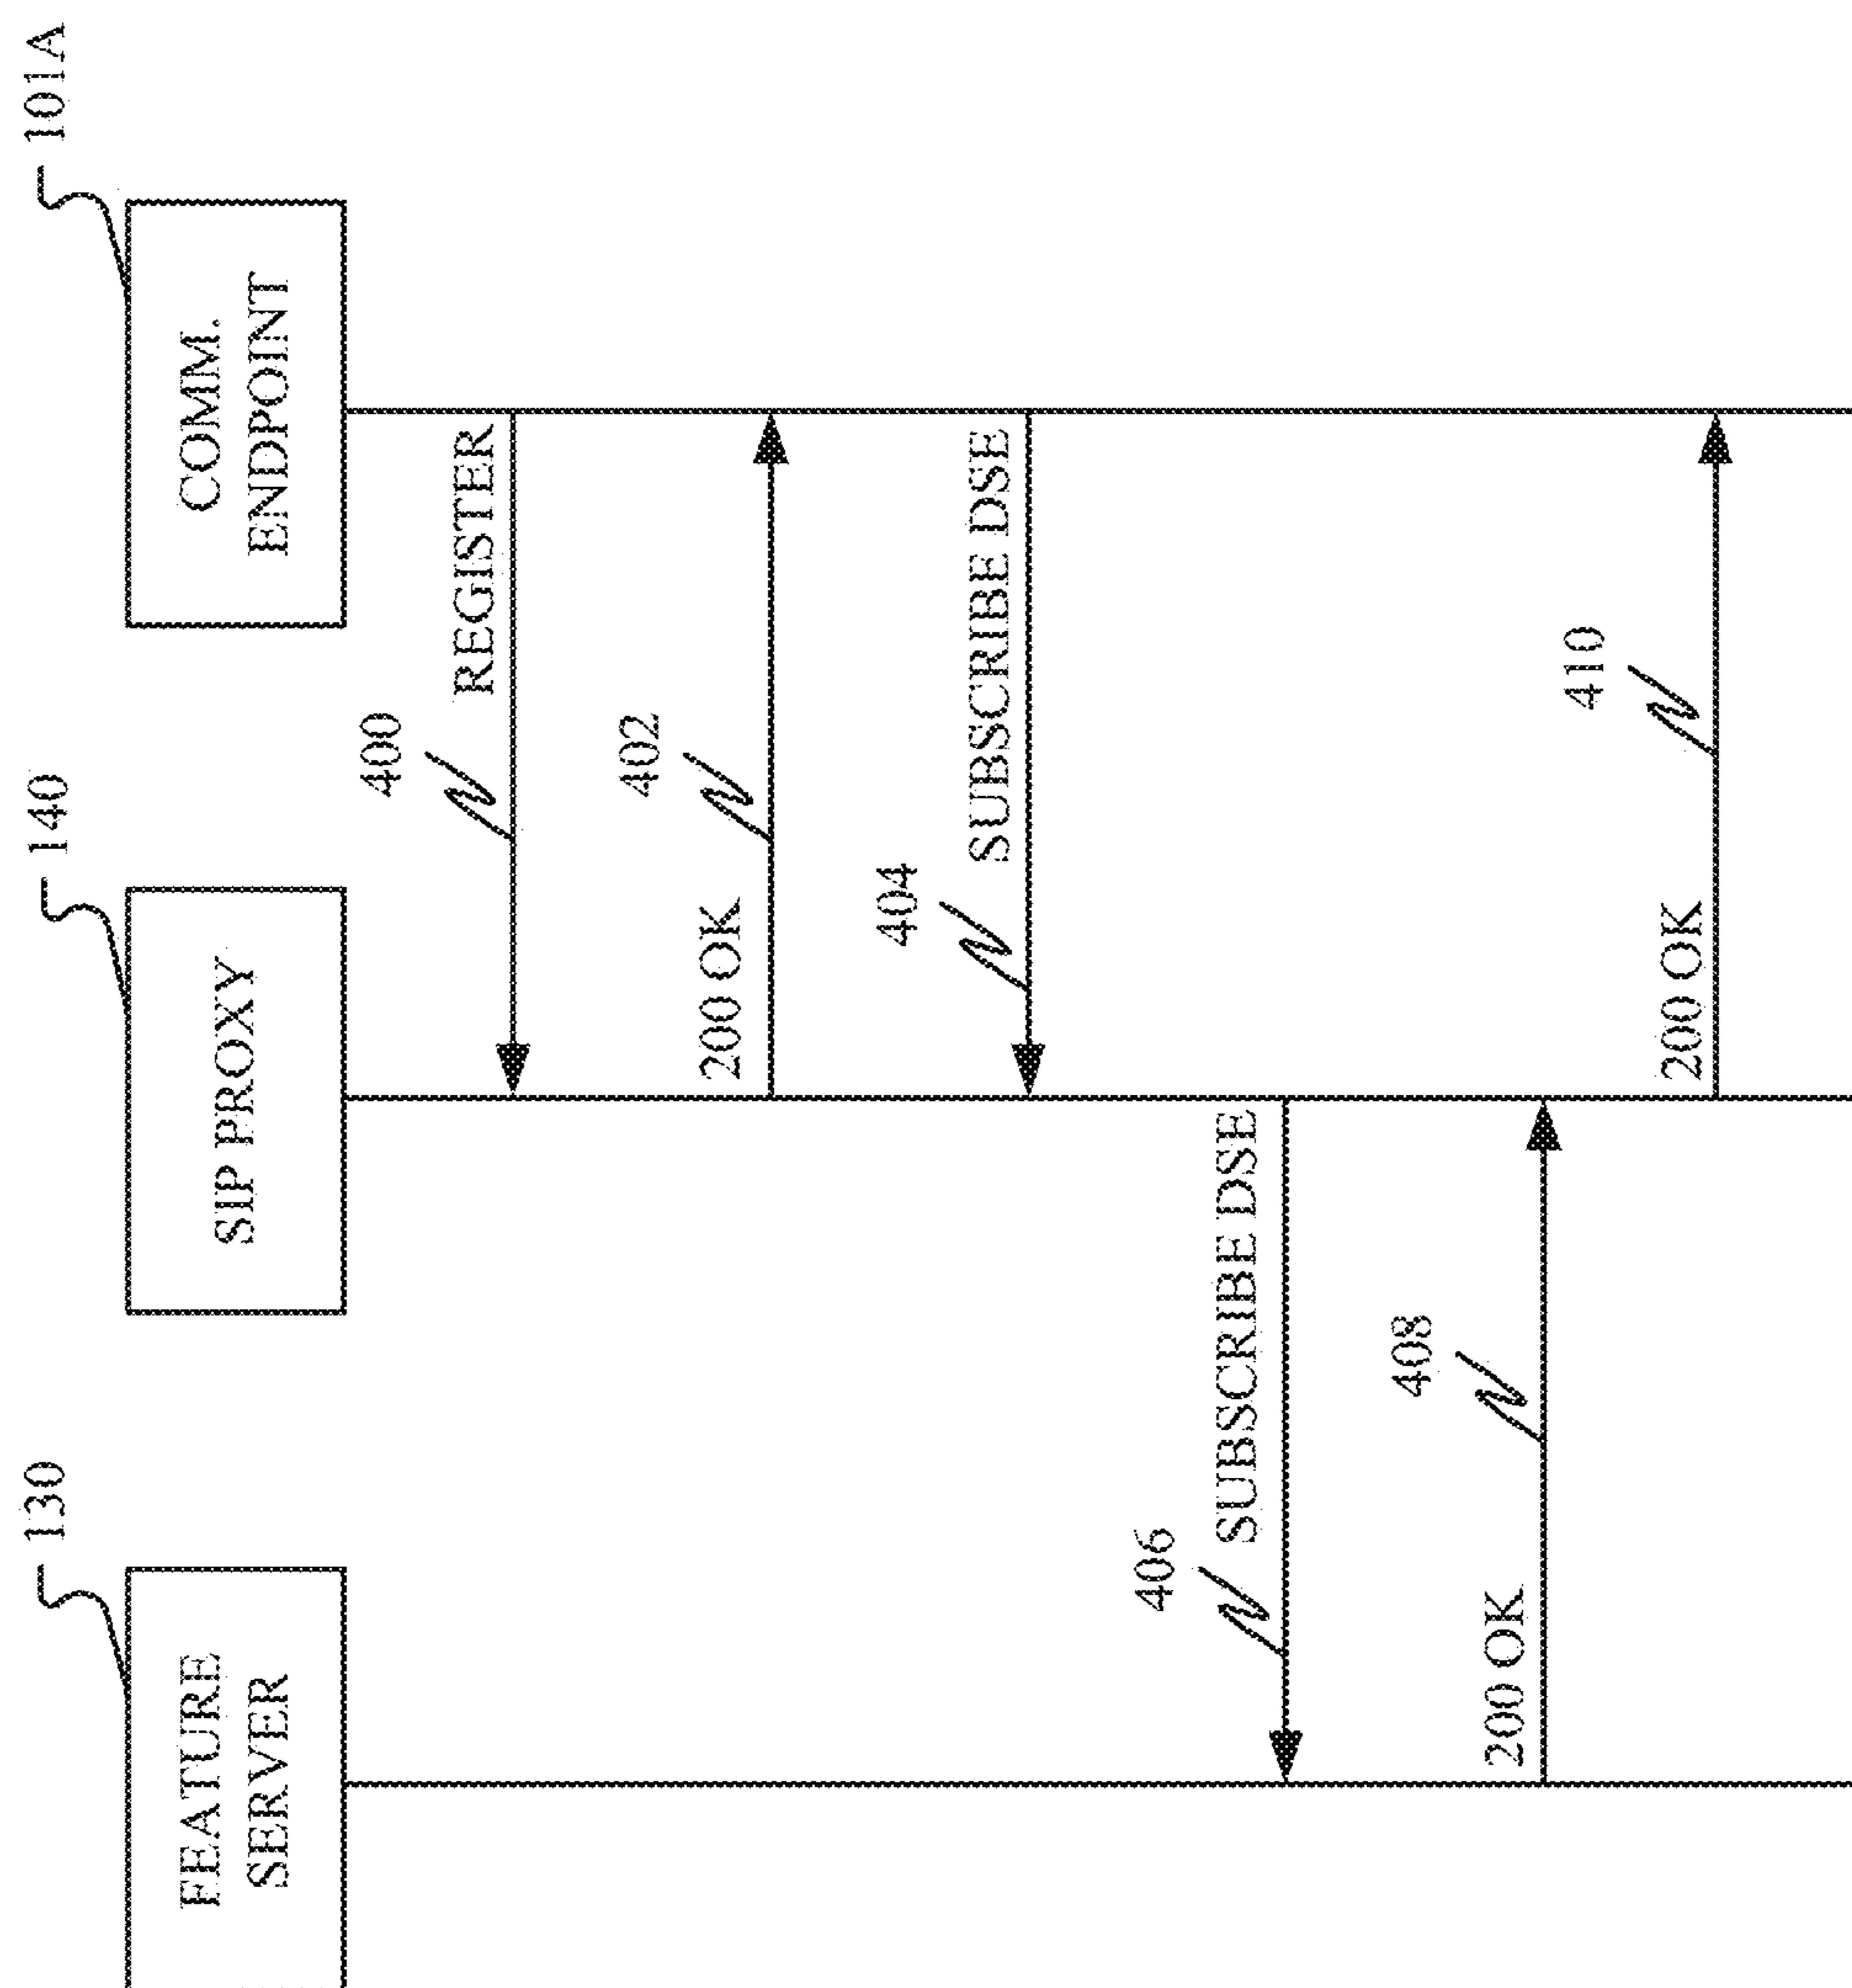 130
FEATURE
SERVER
140
SIP PROXY
101A
COMM.
ENDPOINT
400
REGISTER
402
200 OK
404
SUBSCRIBE DSE
406
SUBSCRIBE DSE
408
200 OK
410
200 OK